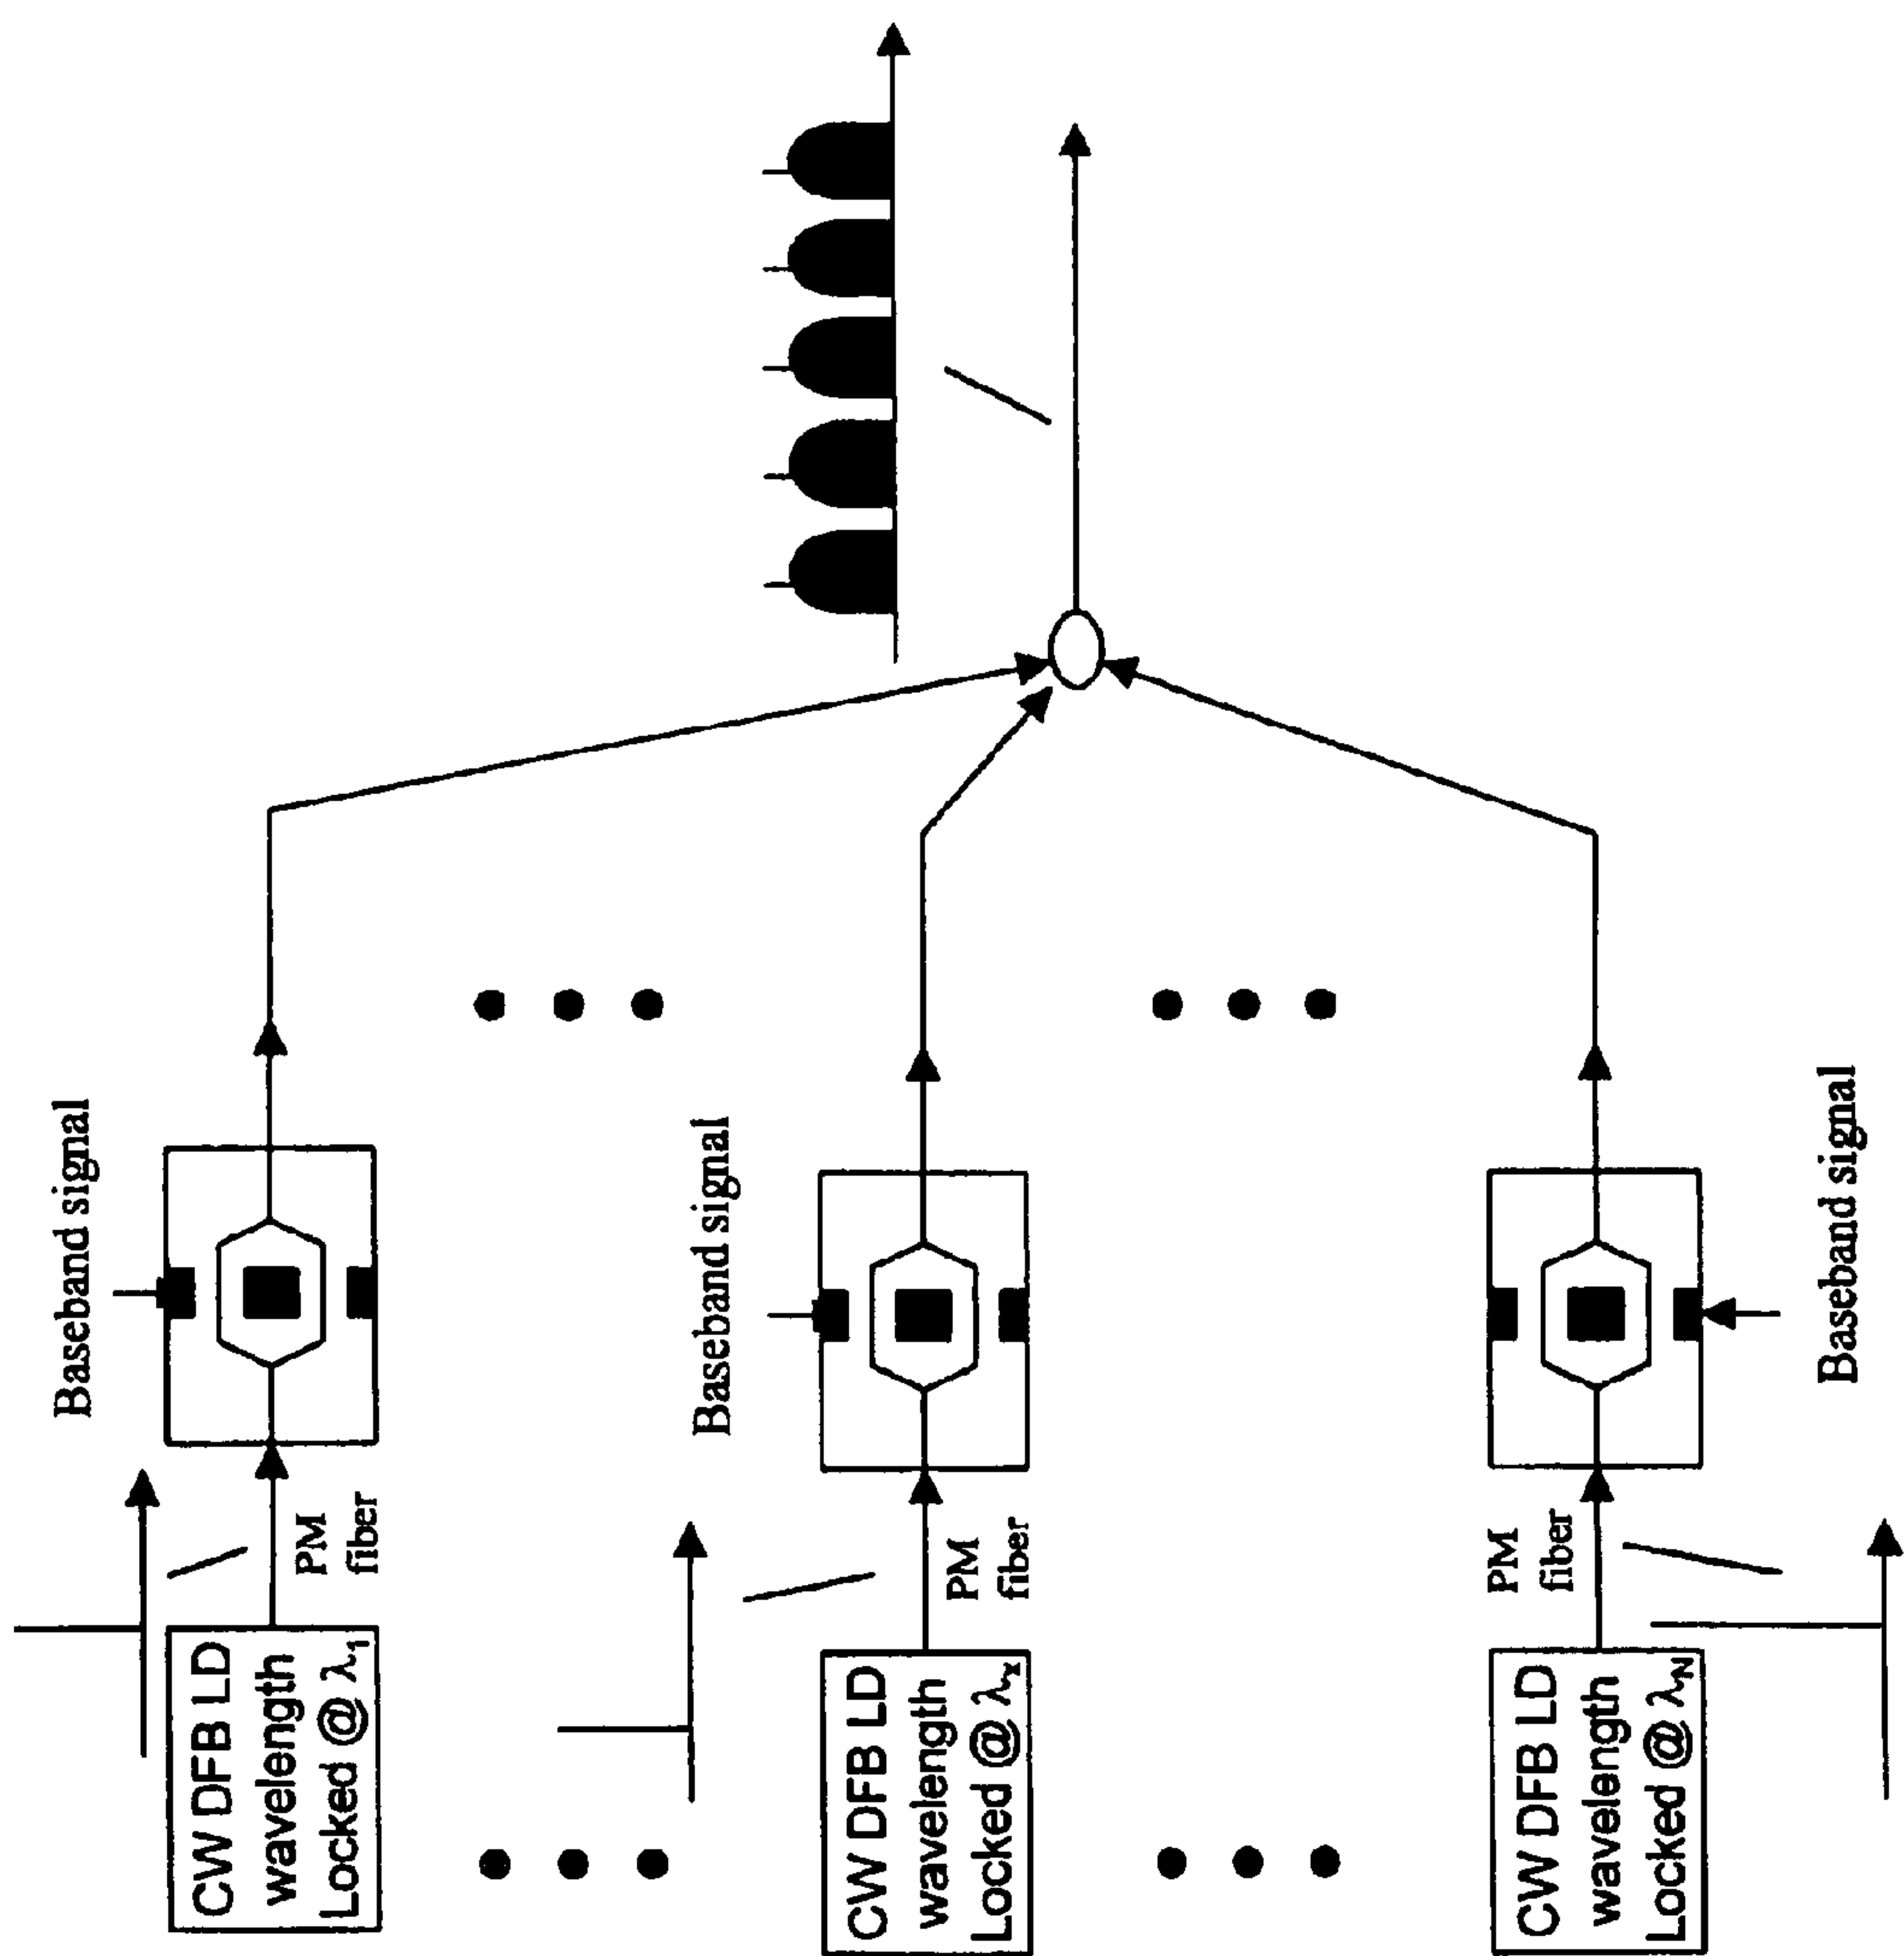 Baseband signal
CW DFB LD
wavelength
Locked @ λ1
PM
fiber
Baseband signal
CW DFB LD
wavelength
Locked @ λx
PM
fiber
CW DFB LD
wavelength
Locked @ λN
PM
fiber
Baseband signal